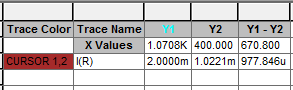 Trace Color Trace Name Y1 Y2 Y1 - Y2
X Values 1.0708K 400.000 670.800
CURSOR 1,2 I(R) 2.0000m 1.0221m 977.846u